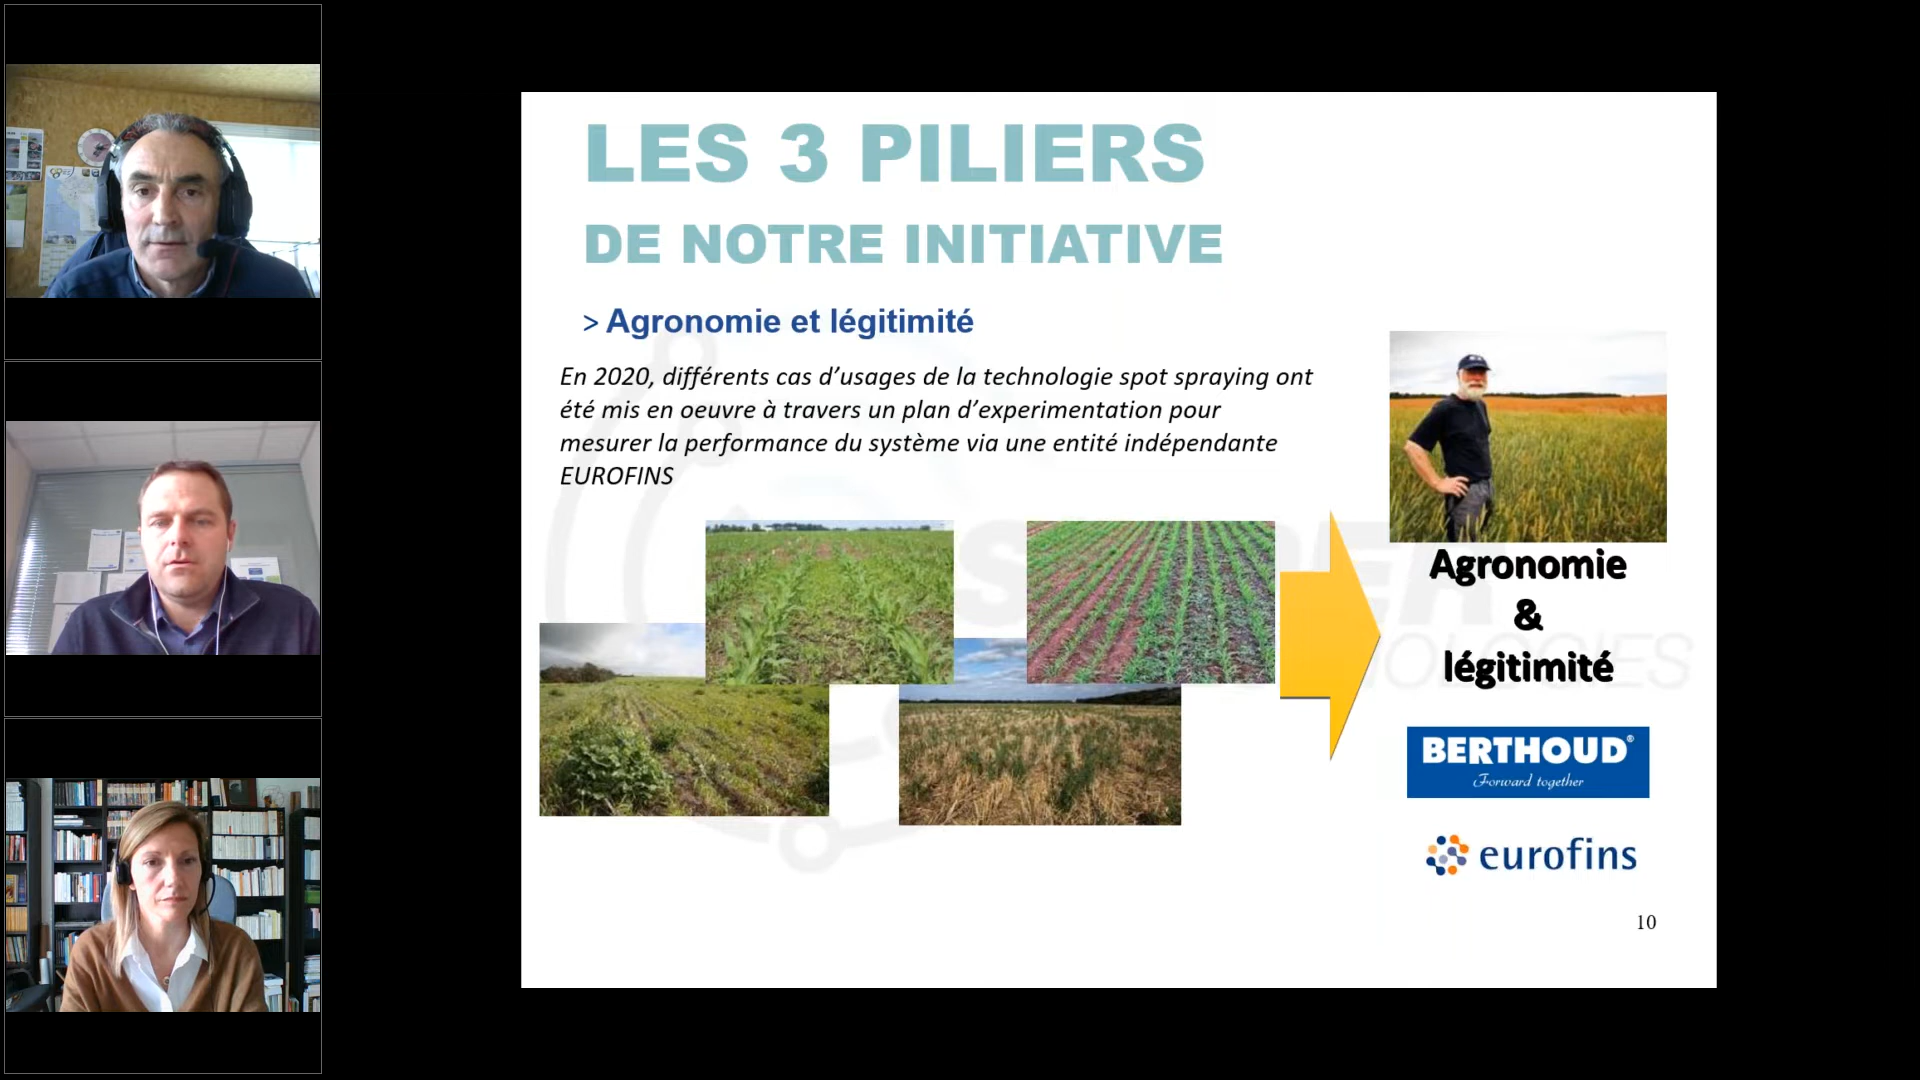 LES 3 PILIERS
DE NOTRE INITIATIVE
> Agronomie et légitimité
En 2020, différents cas d’usages de la technologie spot spraying ont
été mis en oeuvre à travers un plan d’experimentation pour
mesurer la performance du système via une entité indépendante
EUROFINS
Agronomie
&
légitimité
BERTHOUD®
Forward together
eurofins
10